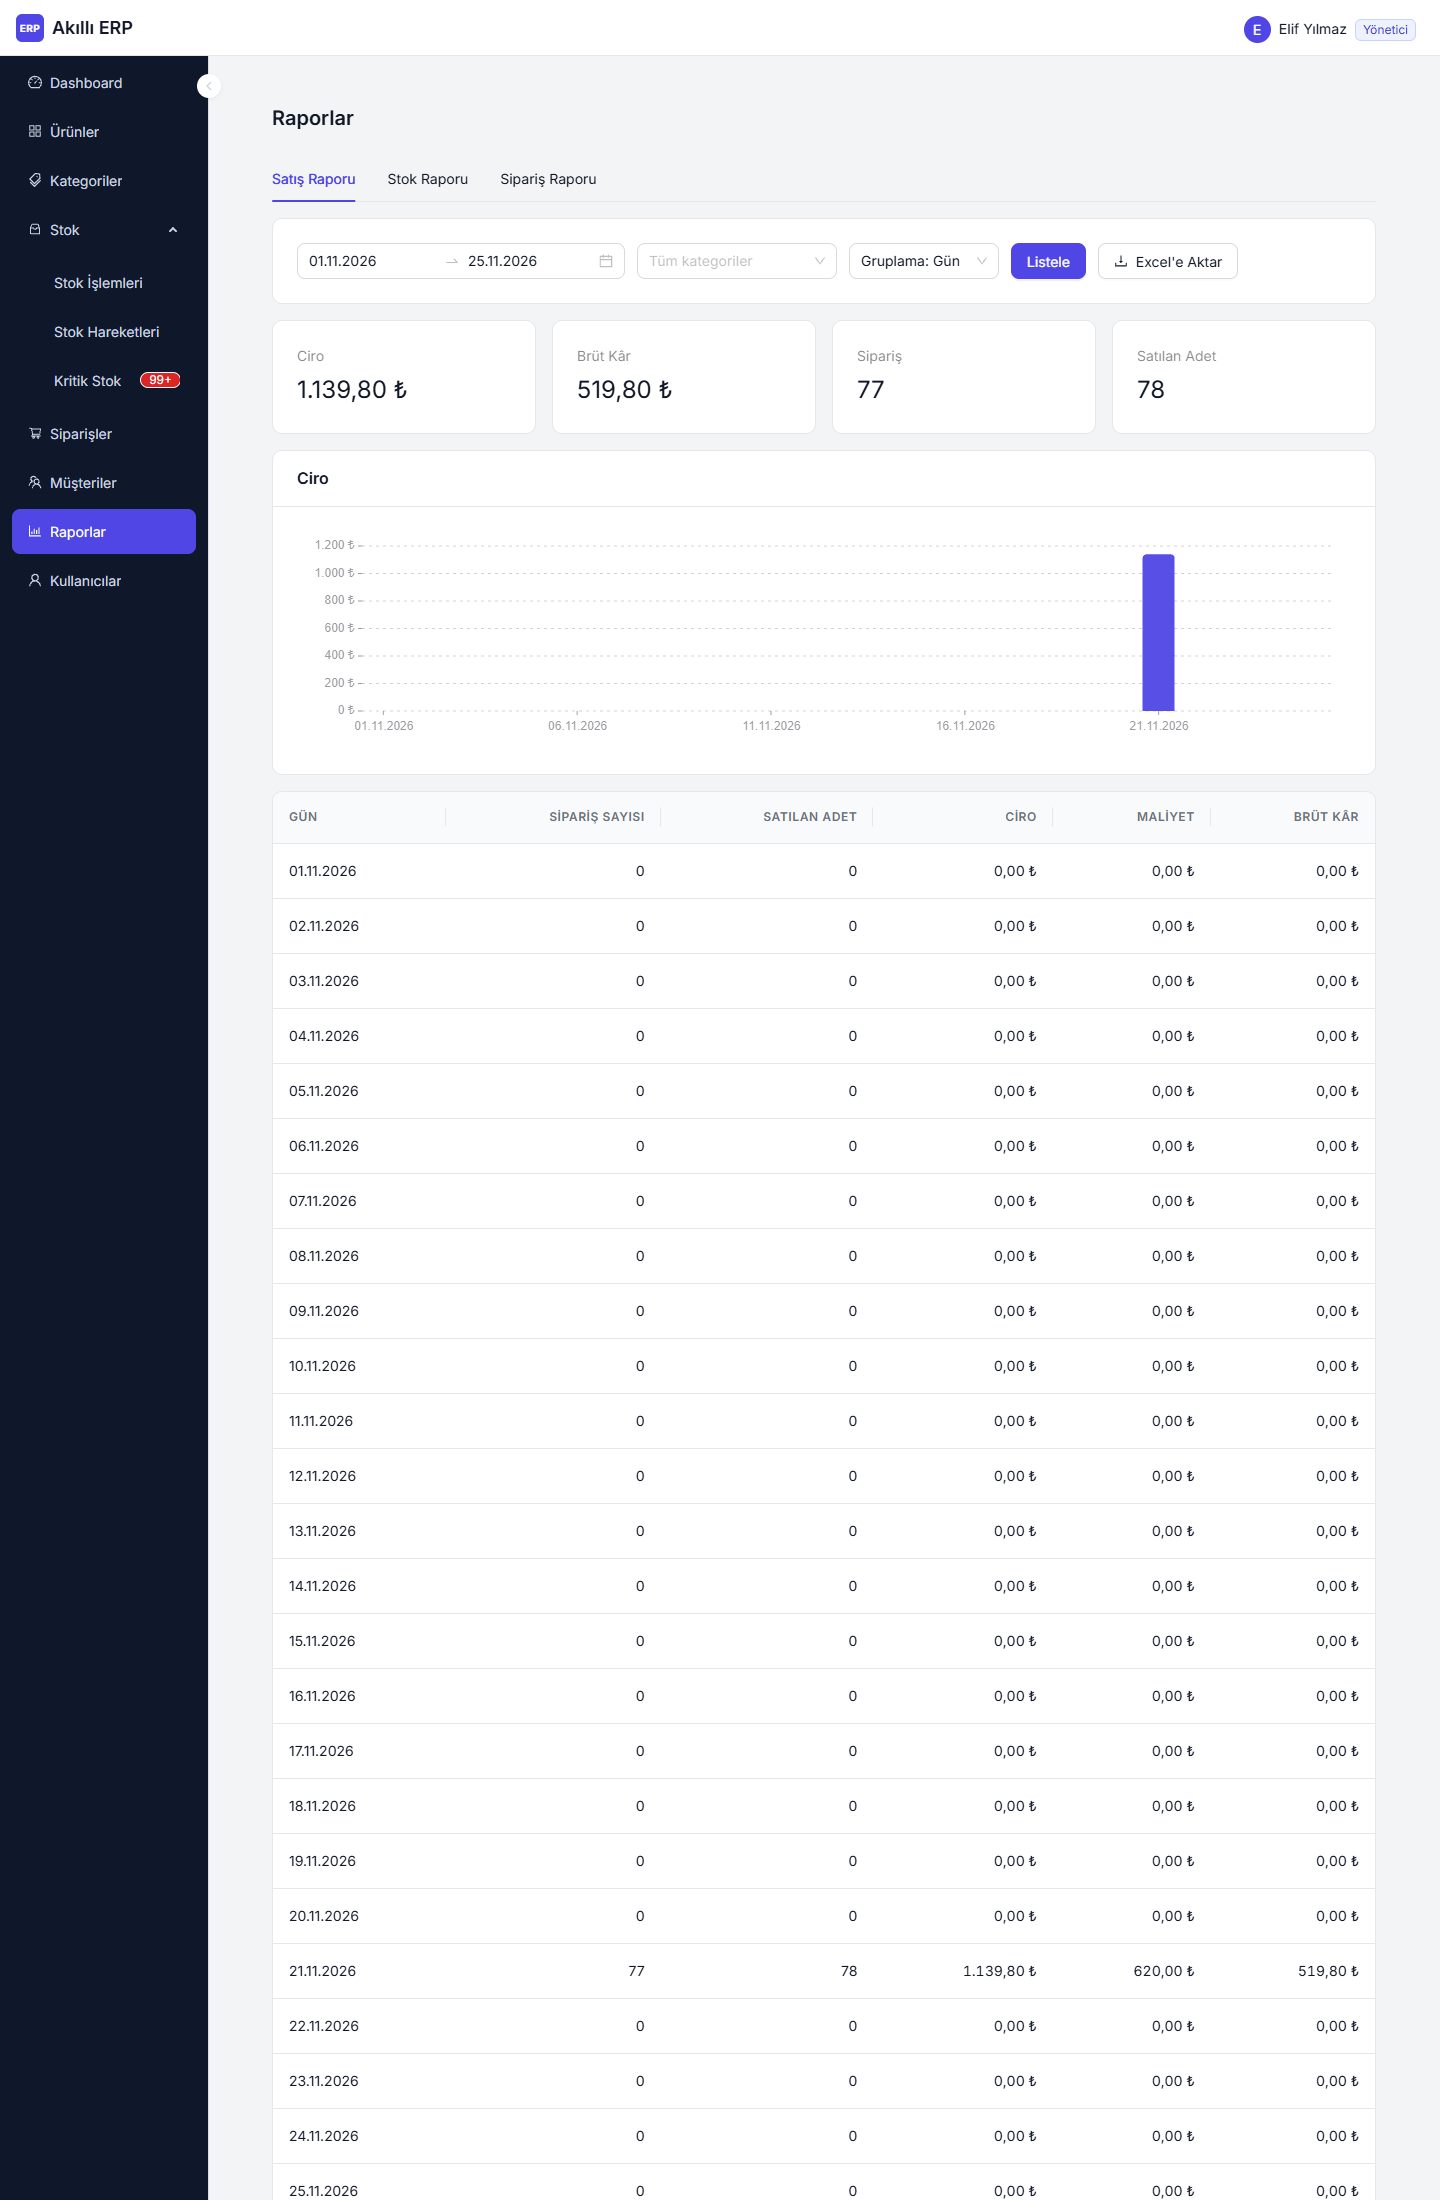 ERP Akıllı ERP
E Elif Yılmaz Yönetici
Dashboard
Ürünler
Kategoriler
Stok
Stok İşlemleri
Stok Hareketleri
Kritik Stok 99+
Siparişler
Müşteriler
Raporlar
Kullanıcılar
Raporlar
Satış Raporu Stok Raporu Sipariş Raporu
01.11.2026 → 25.11.2026 Tüm kategoriler Gruplama: Gün Listele Excel'e Aktar
Ciro Brüt Kâr Sipariş Satılan Adet
1.139,80 ₺ 519,80 ₺ 77 78
Ciro
1.200 ₺
1.000 ₺
800 ₺
600 ₺
400 ₺
200 ₺
0 ₺
01.11.2026 06.11.2026 11.11.2026 16.11.2026 21.11.2026
GÜN SİPARİŞ SAYISI SATILAN ADET CİRO MALİYET BRÜT KÂR
01.11.2026 0 0 0,00 ₺ 0,00 ₺ 0,00 ₺
02.11.2026 0 0 0,00 ₺ 0,00 ₺ 0,00 ₺
03.11.2026 0 0 0,00 ₺ 0,00 ₺ 0,00 ₺
04.11.2026 0 0 0,00 ₺ 0,00 ₺ 0,00 ₺
05.11.2026 0 0 0,00 ₺ 0,00 ₺ 0,00 ₺
06.11.2026 0 0 0,00 ₺ 0,00 ₺ 0,00 ₺
07.11.2026 0 0 0,00 ₺ 0,00 ₺ 0,00 ₺
08.11.2026 0 0 0,00 ₺ 0,00 ₺ 0,00 ₺
09.11.2026 0 0 0,00 ₺ 0,00 ₺ 0,00 ₺
10.11.2026 0 0 0,00 ₺ 0,00 ₺ 0,00 ₺
11.11.2026 0 0 0,00 ₺ 0,00 ₺ 0,00 ₺
12.11.2026 0 0 0,00 ₺ 0,00 ₺ 0,00 ₺
13.11.2026 0 0 0,00 ₺ 0,00 ₺ 0,00 ₺
14.11.2026 0 0 0,00 ₺ 0,00 ₺ 0,00 ₺
15.11.2026 0 0 0,00 ₺ 0,00 ₺ 0,00 ₺
16.11.2026 0 0 0,00 ₺ 0,00 ₺ 0,00 ₺
17.11.2026 0 0 0,00 ₺ 0,00 ₺ 0,00 ₺
18.11.2026 0 0 0,00 ₺ 0,00 ₺ 0,00 ₺
19.11.2026 0 0 0,00 ₺ 0,00 ₺ 0,00 ₺
20.11.2026 0 0 0,00 ₺ 0,00 ₺ 0,00 ₺
21.11.2026 77 78 1.139,80 ₺ 620,00 ₺ 519,80 ₺
22.11.2026 0 0 0,00 ₺ 0,00 ₺ 0,00 ₺
23.11.2026 0 0 0,00 ₺ 0,00 ₺ 0,00 ₺
24.11.2026 0 0 0,00 ₺ 0,00 ₺ 0,00 ₺
25.11.2026 0 0 0,00 ₺ 0,00 ₺ 0,00 ₺